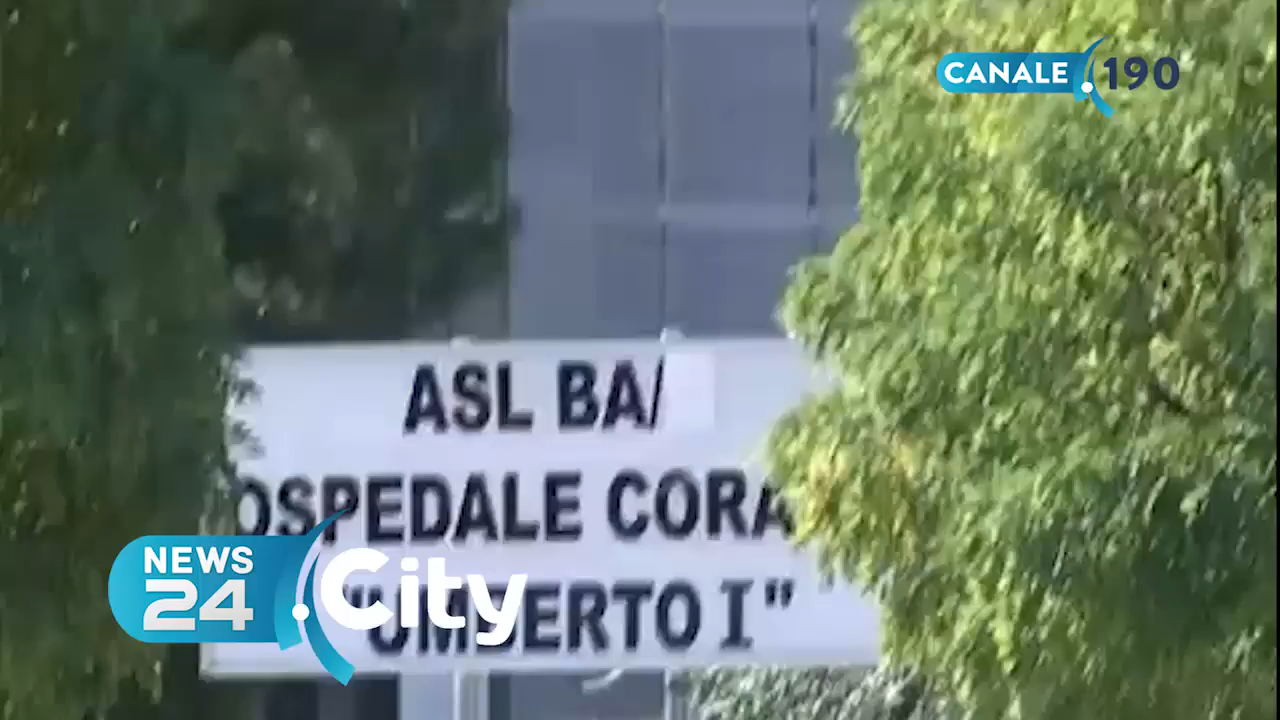 CANALE 190
ASL BA/
OSPEDALE CORA
"UMBERTO I"
NEWS
24
.City